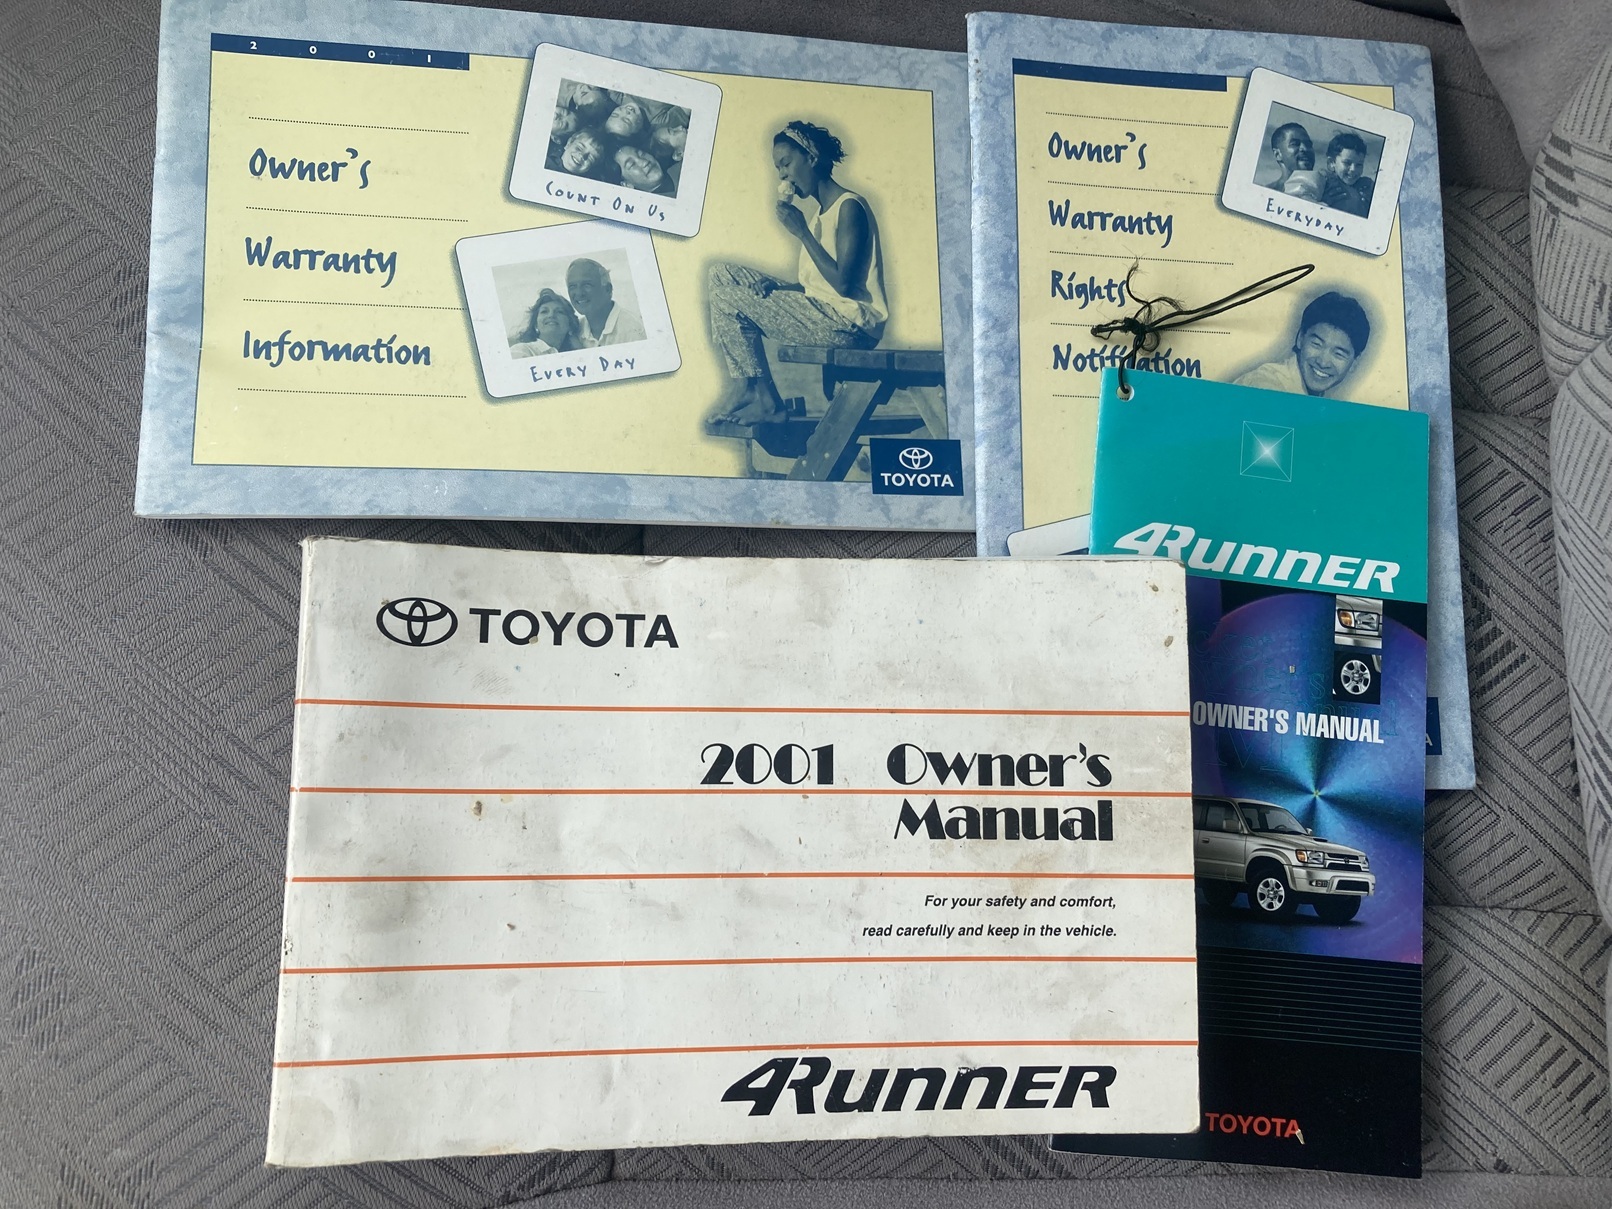 2 0 0 1
Owner's
Warranty
Information
COUNT ON US
EVERY DAY
TOYOTA
Owner's
Warranty
Rights
Notification
EVERYDAY
4RUNNER
OWNER'S MANUAL
TOYOTA
TOYOTA
2001 Owner's
Manual
For your safety and comfort,
read carefully and keep in the vehicle.
4RUNNER